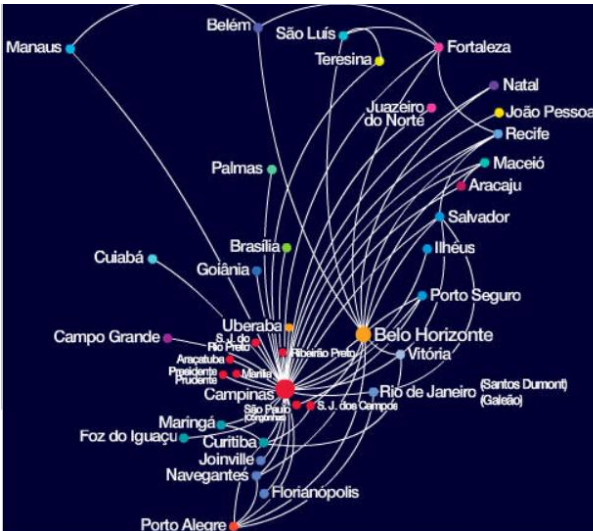 Belém
São Luís
Manaus
Fortaleza
Teresina
Natal
Juazeiro
do Norte
João Pessoa
Recife
Maceió
Palmas
Aracaju
Salvador
Brasília
Ilhéus
Cuiabá
Goiânia
Porto Seguro
Uberaba
Belo Horizonte
Campo Grande
S. J. do
Rio Preto
Ribeirão Preto
Vitória
Araçatuba
Presidente
Prudente
Marília
Campinas
Rio de Janeiro (Santos Dumont)
(Galeão)
São Paulo
(Congonhas)
S. J. dos Campos
Maringá
Foz do Iguaçu
Curitiba
Joinville
Navegantes
Florianópolis
Porto Alegre